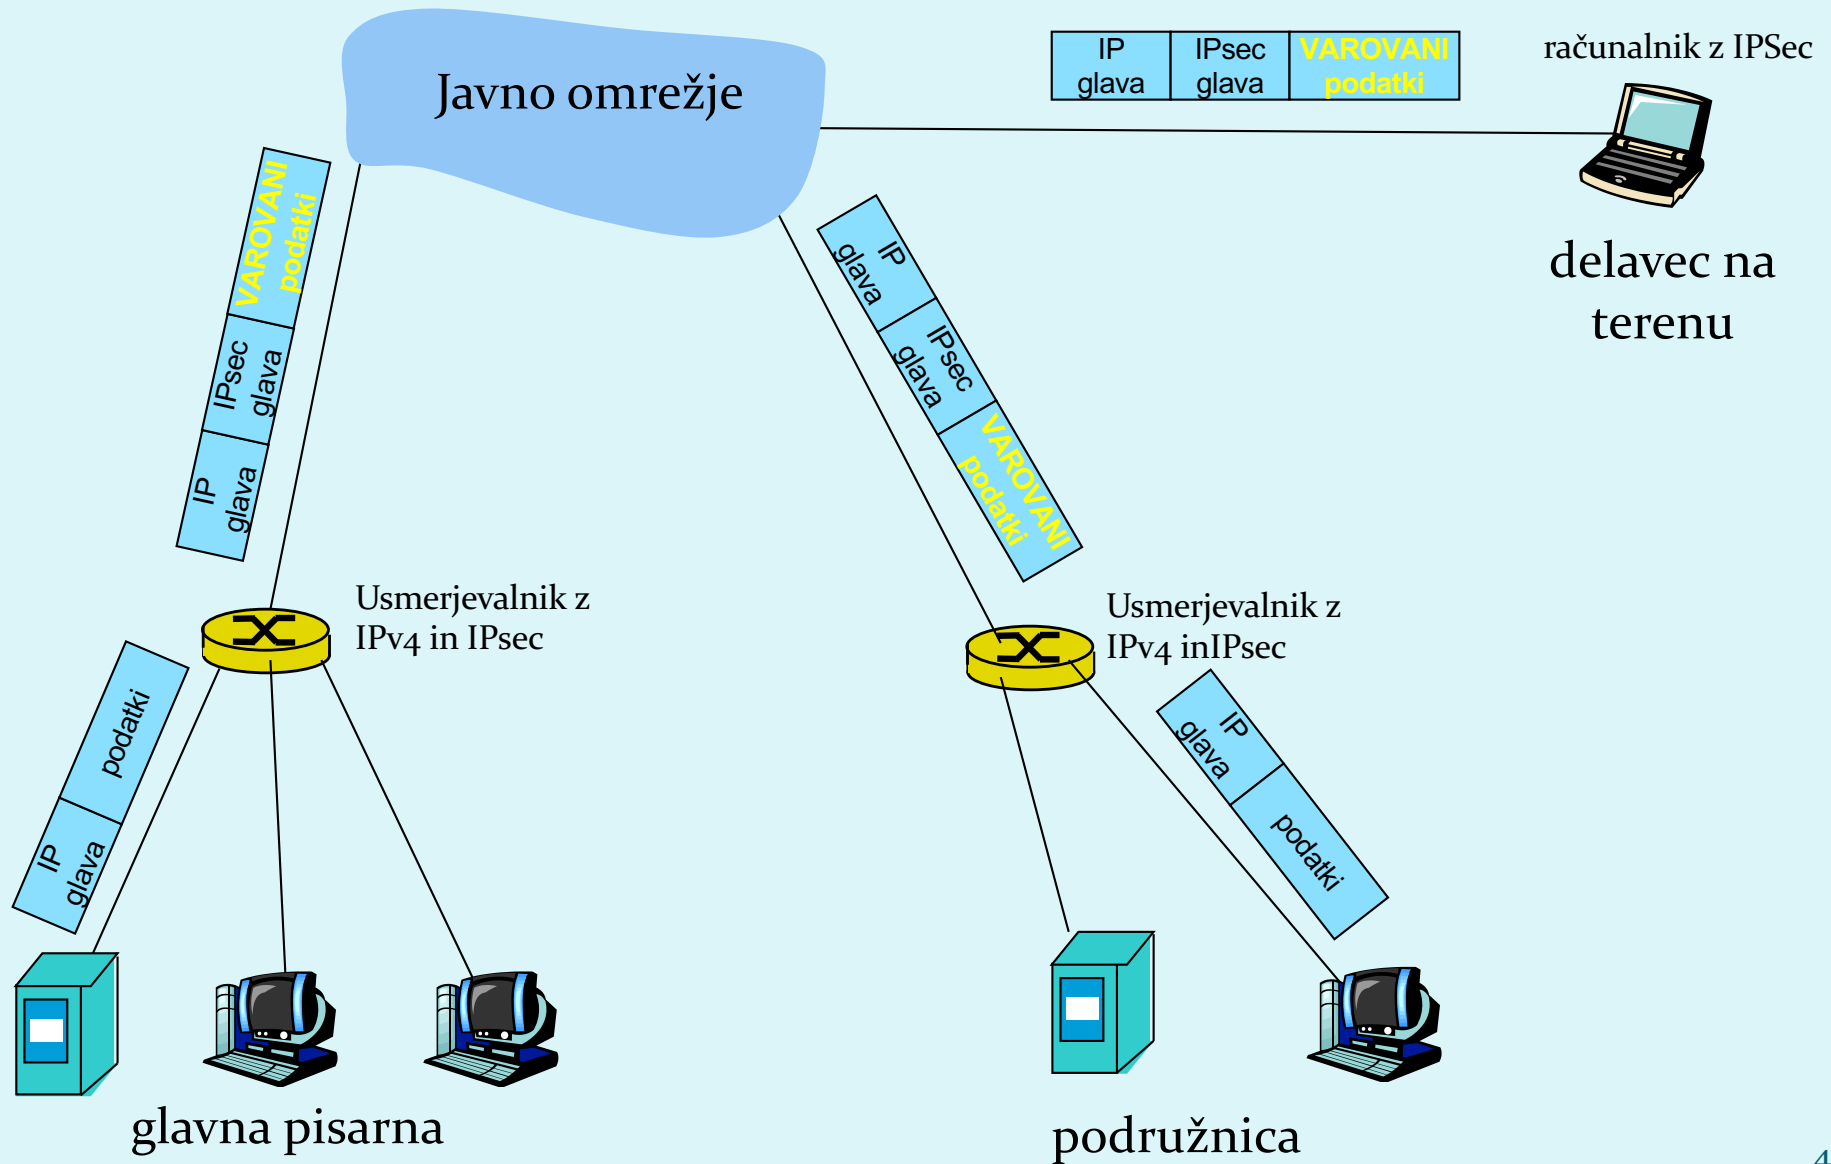 Javno omrežje
IP
glava
IPsec
glava
VAROVANI
podatki
računalnik z IPSec
delavec na
terenu
VAROVANI
podatki
IPsec
glava
IP
glava
IP
glava
IPsec
glava
VAROVANI
podatki
Usmerjevalnik z
IPv4 in IPsec
Usmerjevalnik z
IPv4 inIPsec
podatki
IP
glava
IP
glava
podatki
glavna pisarna
podružnica
4